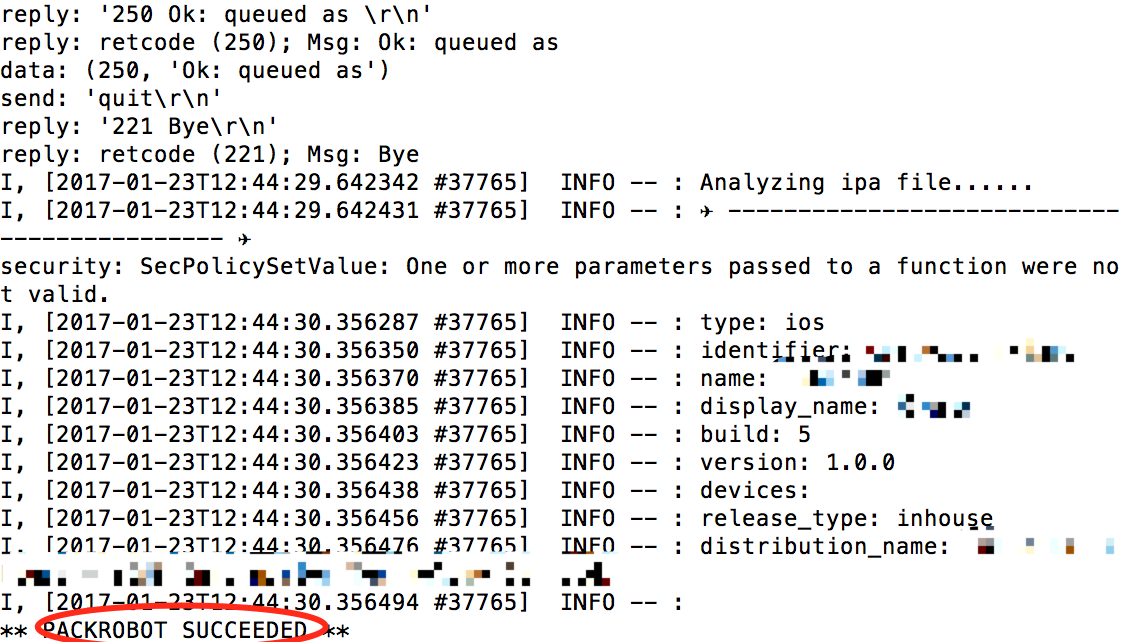 reply: '250 Ok: queued as \r\n'
reply: retcode (250); Msg: Ok: queued as
data: (250, 'Ok: queued as')
send: 'quit\r\n'
reply: '221 Bye\r\n'
reply: retcode (221); Msg: Bye
I, [2017-01-23T12:44:29.642342 #37765]  INFO -- : Analyzing ipa file......
I, [2017-01-23T12:44:29.642431 #37765]  INFO -- : ✈ ----------------------------
---------------- ✈
security: SecPolicySetValue: One or more parameters passed to a function were no
t valid.
I, [2017-01-23T12:44:30.356287 #37765]  INFO -- : type: ios
I, [2017-01-23T12:44:30.356350 #37765]  INFO -- : identifier:
I, [2017-01-23T12:44:30.356370 #37765]  INFO -- : name:
I, [2017-01-23T12:44:30.356385 #37765]  INFO -- : display_name:
I, [2017-01-23T12:44:30.356403 #37765]  INFO -- : build: 5
I, [2017-01-23T12:44:30.356423 #37765]  INFO -- : version: 1.0.0
I, [2017-01-23T12:44:30.356438 #37765]  INFO -- : devices:
I, [2017-01-23T12:44:30.356456 #37765]  INFO -- : release_type: inhouse
I, [2017-01-23T12:44:30.356476 #37765]  INFO -- : distribution_name:
I, [2017-01-23T12:44:30.356494 #37765]  INFO -- :
** PACKROBOT SUCCEEDED **